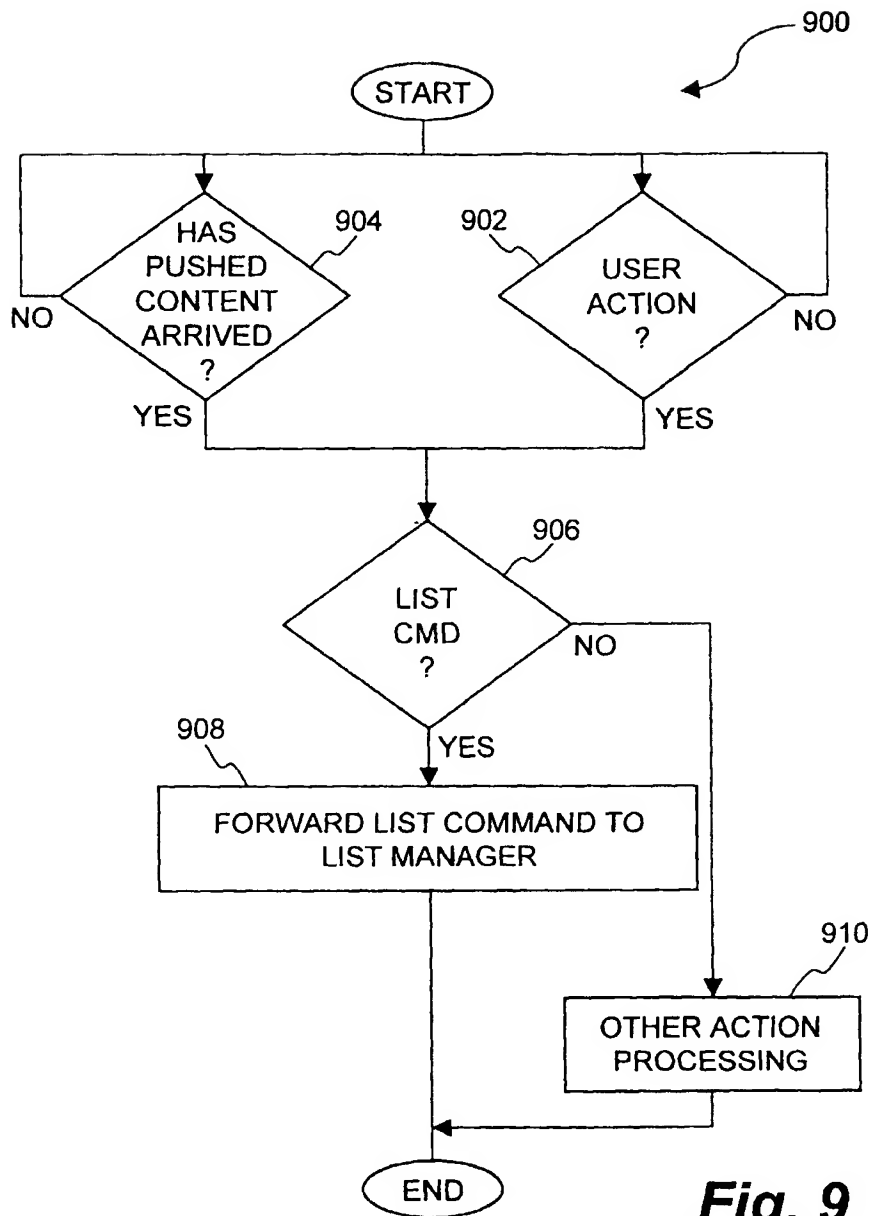 900
START
904
HAS
PUSHED
CONTENT
ARRIVED
?
NO
YES
902
USER
ACTION
?
NO
YES
906
LIST
CMD
?
NO
YES
908
FORWARD LIST COMMAND TO
LIST MANAGER
910
OTHER ACTION
PROCESSING
END
Fig. 9